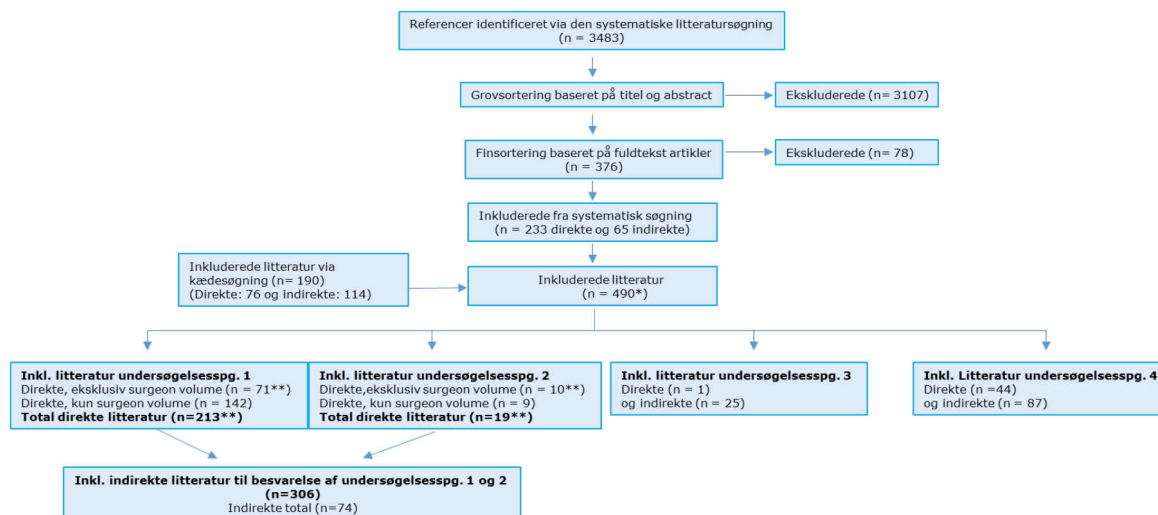 Referencer identificeret via den systematiske litteratursøgning
(n = 3483)
Grovsortering baseret på titel og abstract
Ekskluderede (n= 3107)
Finsortering baseret på fuldtekst artikler
(n = 376)
Ekskluderede (n= 78)
Inkluderede fra systematisk søgning
(n = 233 direkte og 65 indirekte)
Inkluderede litteratur via
kædesøgning (n= 190)
(Direkte: 76 og indirekte: 114)
Inkluderede litteratur
(n = 490*)
Inkl. litteratur undersøgelsesspg. 1
Direkte, eksklusiv surgeon volume (n = 71**)
Direkte, kun surgeon volume (n = 142)
Total direkte litteratur (n=213**)
Inkl. litteratur undersøgelsesspg. 2
Direkte,eksklusiv surgeon volume (n = 10**)
Direkte, kun surgeon volume (n = 9)
Total direkte litteratur (n=19**)
Inkl. litteratur undersøgelsesspg. 3
Direkte (n = 1)
og indirekte (n = 25)
Inkl. Litteratur undersøgelsesspg. 4
Direkte (n =44)
og indirekte (n = 87)
Inkl. indirekte litteratur til besvarelse af undersøgelsesspg. 1 og 2
(n=306)
Indirekte total (n=74)